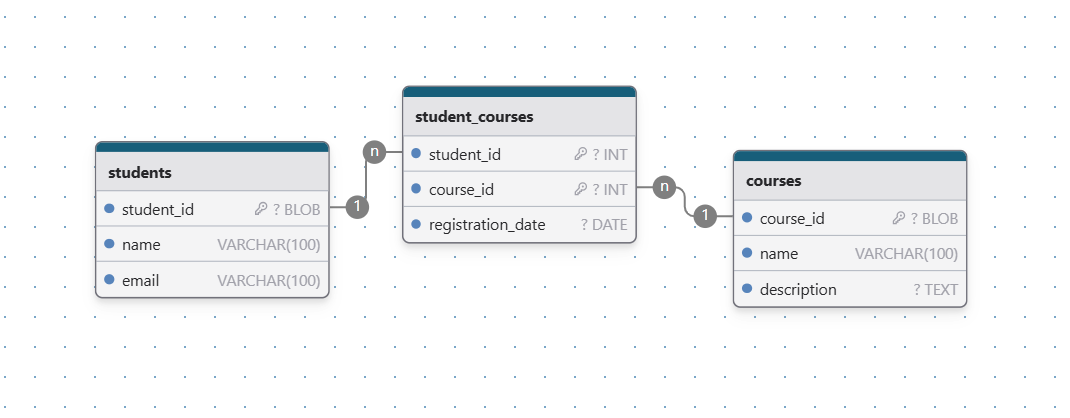 students
student_id ? BLOB
name VARCHAR(100)
email VARCHAR(100)
1
n
student_courses
student_id ? INT
course_id ? INT
registration_date ? DATE
n
1
courses
course_id ? BLOB
name VARCHAR(100)
description ? TEXT